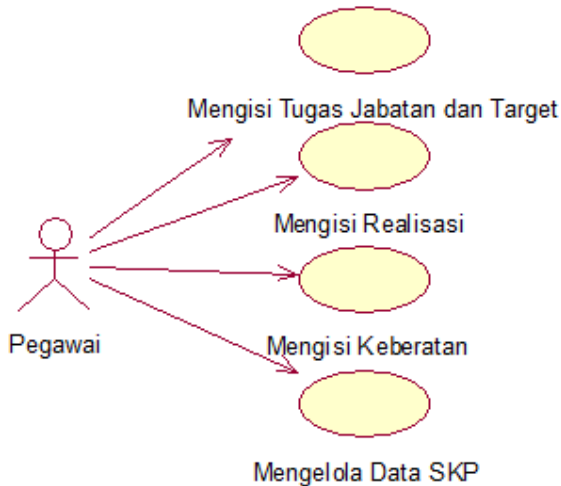 Mengisi Tugas Jabatan dan Target
Mengisi Realisasi
Pegawai
Mengisi Keberatan
Mengelola Data SKP